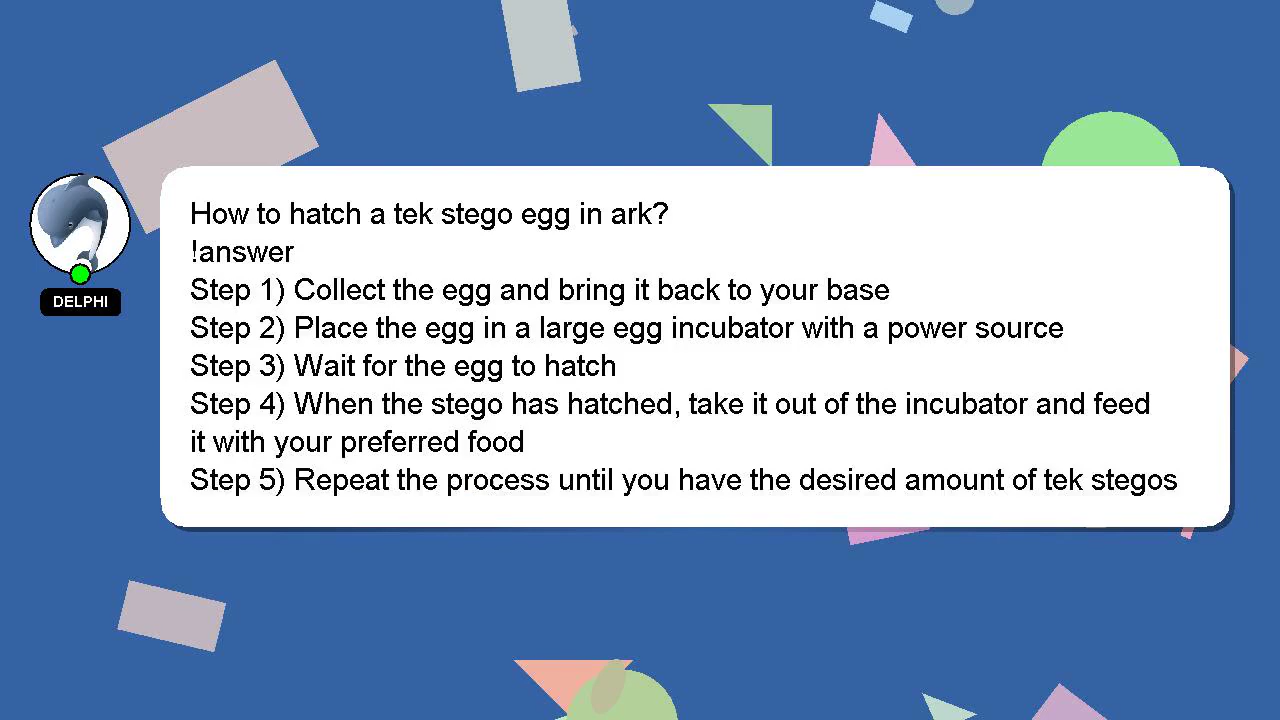 How to hatch a tek stego egg in ark?
!answer
Step 1) Collect the egg and bring it back to your base
Step 2) Place the egg in a large egg incubator with a power source
Step 3) Wait for the egg to hatch
Step 4) When the stego has hatched, take it out of the incubator and feed
it with your preferred food
Step 5) Repeat the process until you have the desired amount of tek stegos
DELPHI